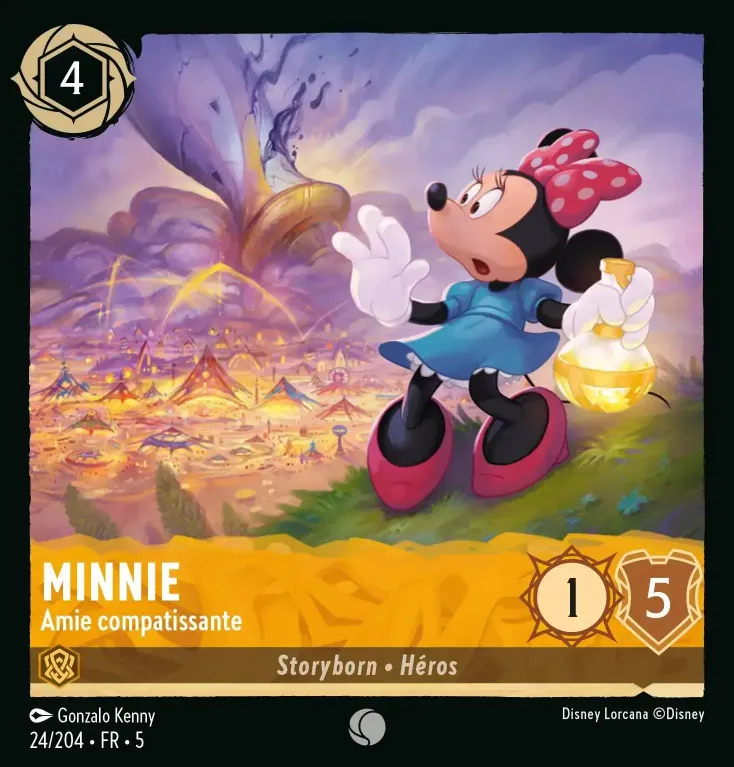 4
MINNIE
Amie compatissante
1
5
Storyborn • Héros
Gonzalo Kenny
Disney Lorcana ©Disney
24/204 • FR • 5